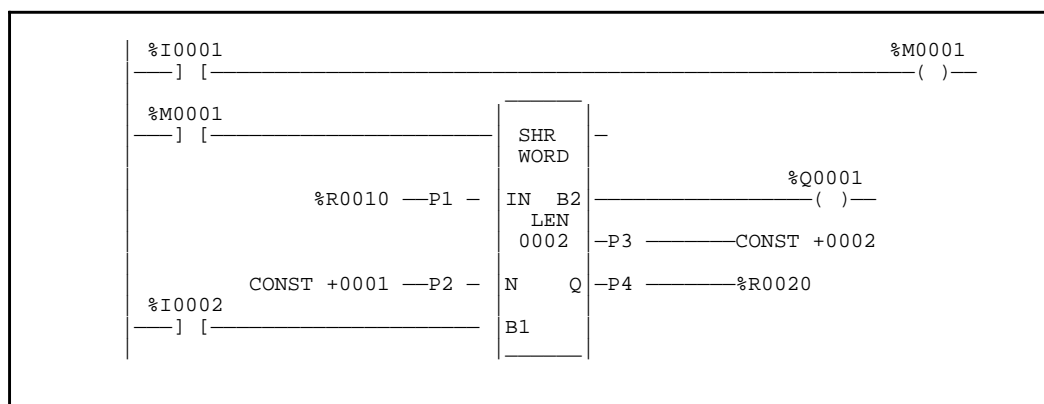 %I0001 %M0001
] [ ( )
%M0001
] [ SHR
WORD
%Q0001
%R0010 P1 IN B2 ( )
LEN
0002 P3 CONST +0002
CONST +0001 P2 N Q P4 %R0020
%I0002
] [ B1